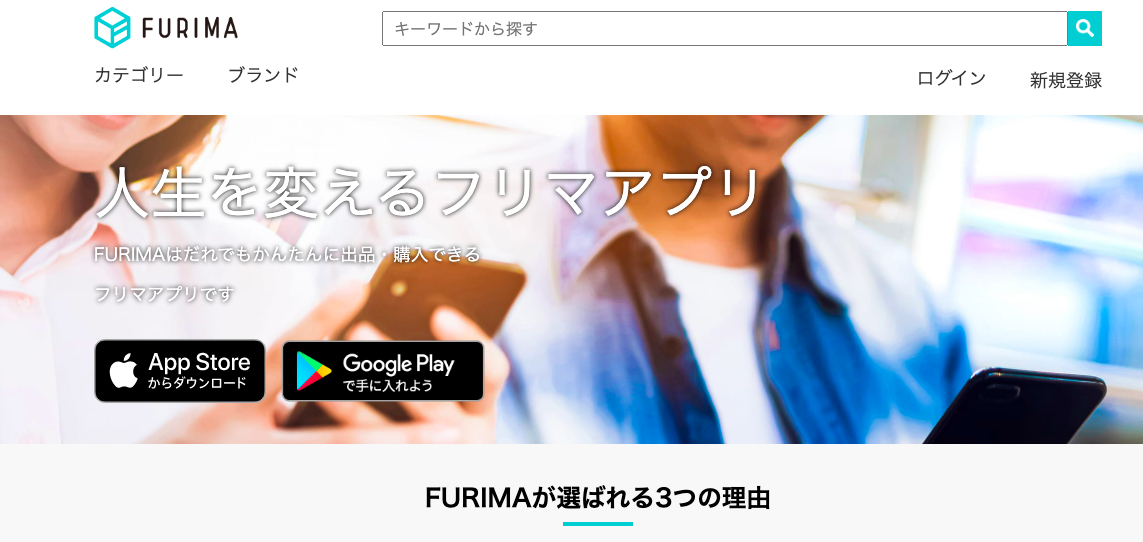 FURIMA
キーワードから探す
カテゴリー
ブランド
ログイン
新規登録
人生を変えるフリマアプリ
FURIMAはだれでもかんたんに出品・購入できる
フリマアプリです
App Store
からダウンロード
Google Play
で手に入れよう
FURIMAが選ばれる3つの理由